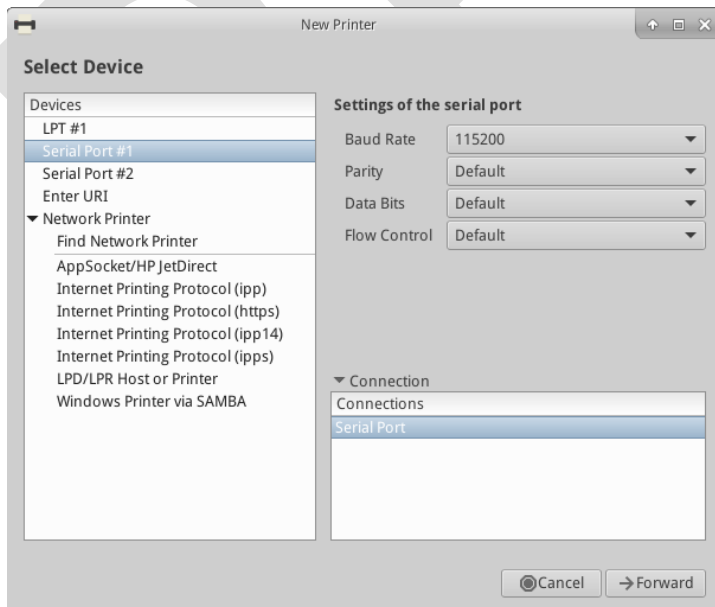 New Printer
Select Device
Devices
LPT #1
Serial Port #1
Serial Port #2
Enter URI
Network Printer
Find Network Printer
AppSocket/HP JetDirect
Internet Printing Protocol (ipp)
Internet Printing Protocol (https)
Internet Printing Protocol (ipp14)
Internet Printing Protocol (ipps)
LPD/LPR Host or Printer
Windows Printer via SAMBA
Settings of the serial port
Baud Rate 115200
Parity Default
Data Bits Default
Flow Control Default
Connection
Connections
Serial Port
Cancel Forward